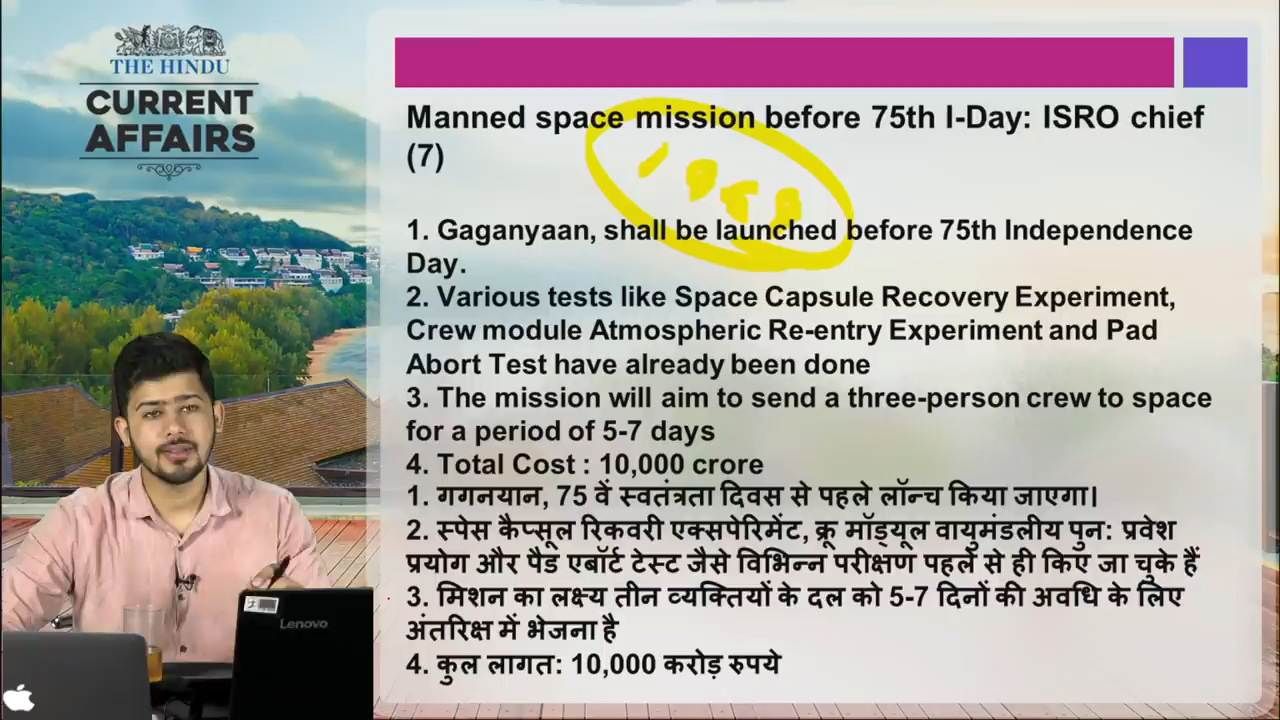 THE HINDU
CURRENT
AFFAIRS
Manned space mission before 75th I-Day: ISRO chief
(7)
1. Gaganyaan, shall be launched before 75th Independence
Day.
2. Various tests like Space Capsule Recovery Experiment,
Crew module Atmospheric Re-entry Experiment and Pad
Abort Test have already been done
3. The mission will aim to send a three-person crew to space
for a period of 5-7 days
4. Total Cost : 10,000 crore
1. गगनयान, 75 वें स्वतंत्रता दिवस से पहले लॉन्च किया जाएगा।
2. स्पेस कैप्सूल रिकवरी एक्सपेरिमेंट, क्रू मॉड्यूल वायुमंडलीय पुन: प्रवेश
प्रयोग और पैड एबॉर्ट टेस्ट जैसे विभिन्न परीक्षण पहले से ही किए जा चुके हैं
3. मिशन का लक्ष्य तीन व्यक्तियों के दल को 5-7 दिनों की अवधि के लिए
अंतरिक्ष में भेजना है
4. कुल लागत: 10,000 करोड़ रुपये
Lenovo